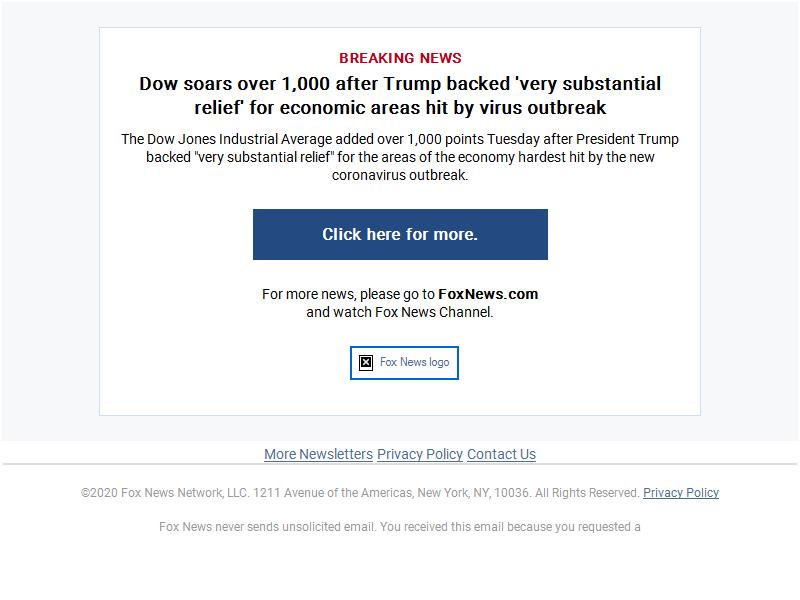 BREAKING NEWS
Dow soars over 1,000 after Trump backed 'very substantial
relief' for economic areas hit by virus outbreak
The Dow Jones Industrial Average added over 1,000 points Tuesday after President Trump
backed "very substantial relief" for the areas of the economy hardest hit by the new
coronavirus outbreak.
Click here for more.
For more news, please go to FoxNews.com
and watch Fox News Channel.
Fox News logo
More Newsletters Privacy Policy Contact Us
©2020 Fox News Network, LLC. 1211 Avenue of the Americas, New York, NY, 10036. All Rights Reserved. Privacy Policy
Fox News never sends unsolicited email. You received this email because you requested a